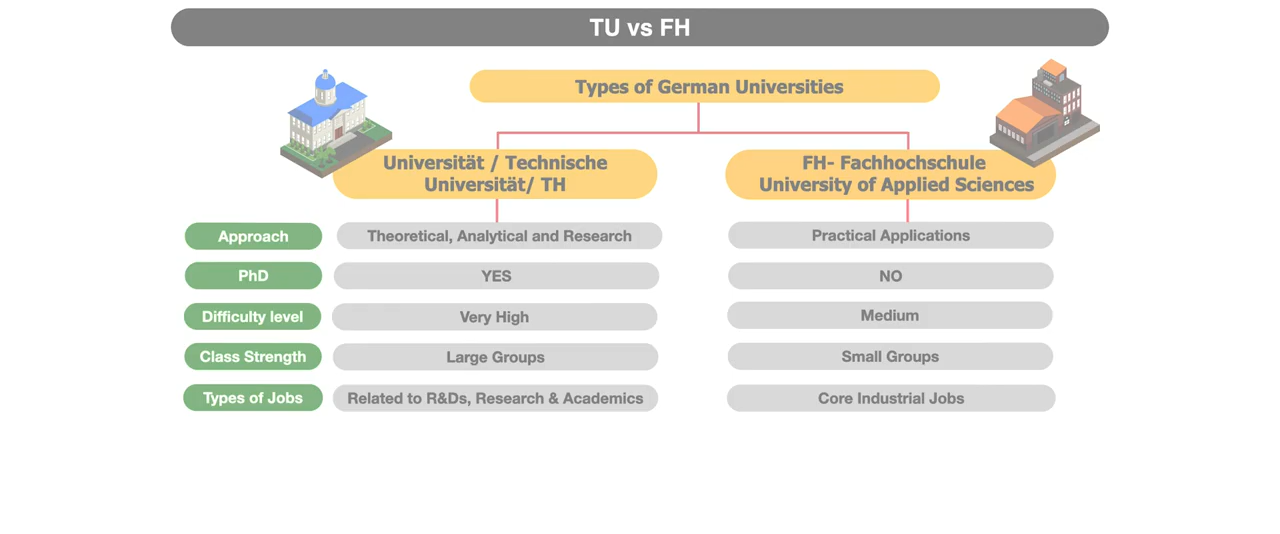 TU vs FH
Types of German Universities
Universität / Technische
Universität/ TH
FH- Fachhochschule
University of Applied Sciences
Approach
Theoretical, Analytical and Research
Practical Applications
PhD
YES
NO
Difficulty level
Very High
Medium
Class Strength
Large Groups
Small Groups
Types of Jobs
Related to R&Ds, Research & Academics
Core Industrial Jobs